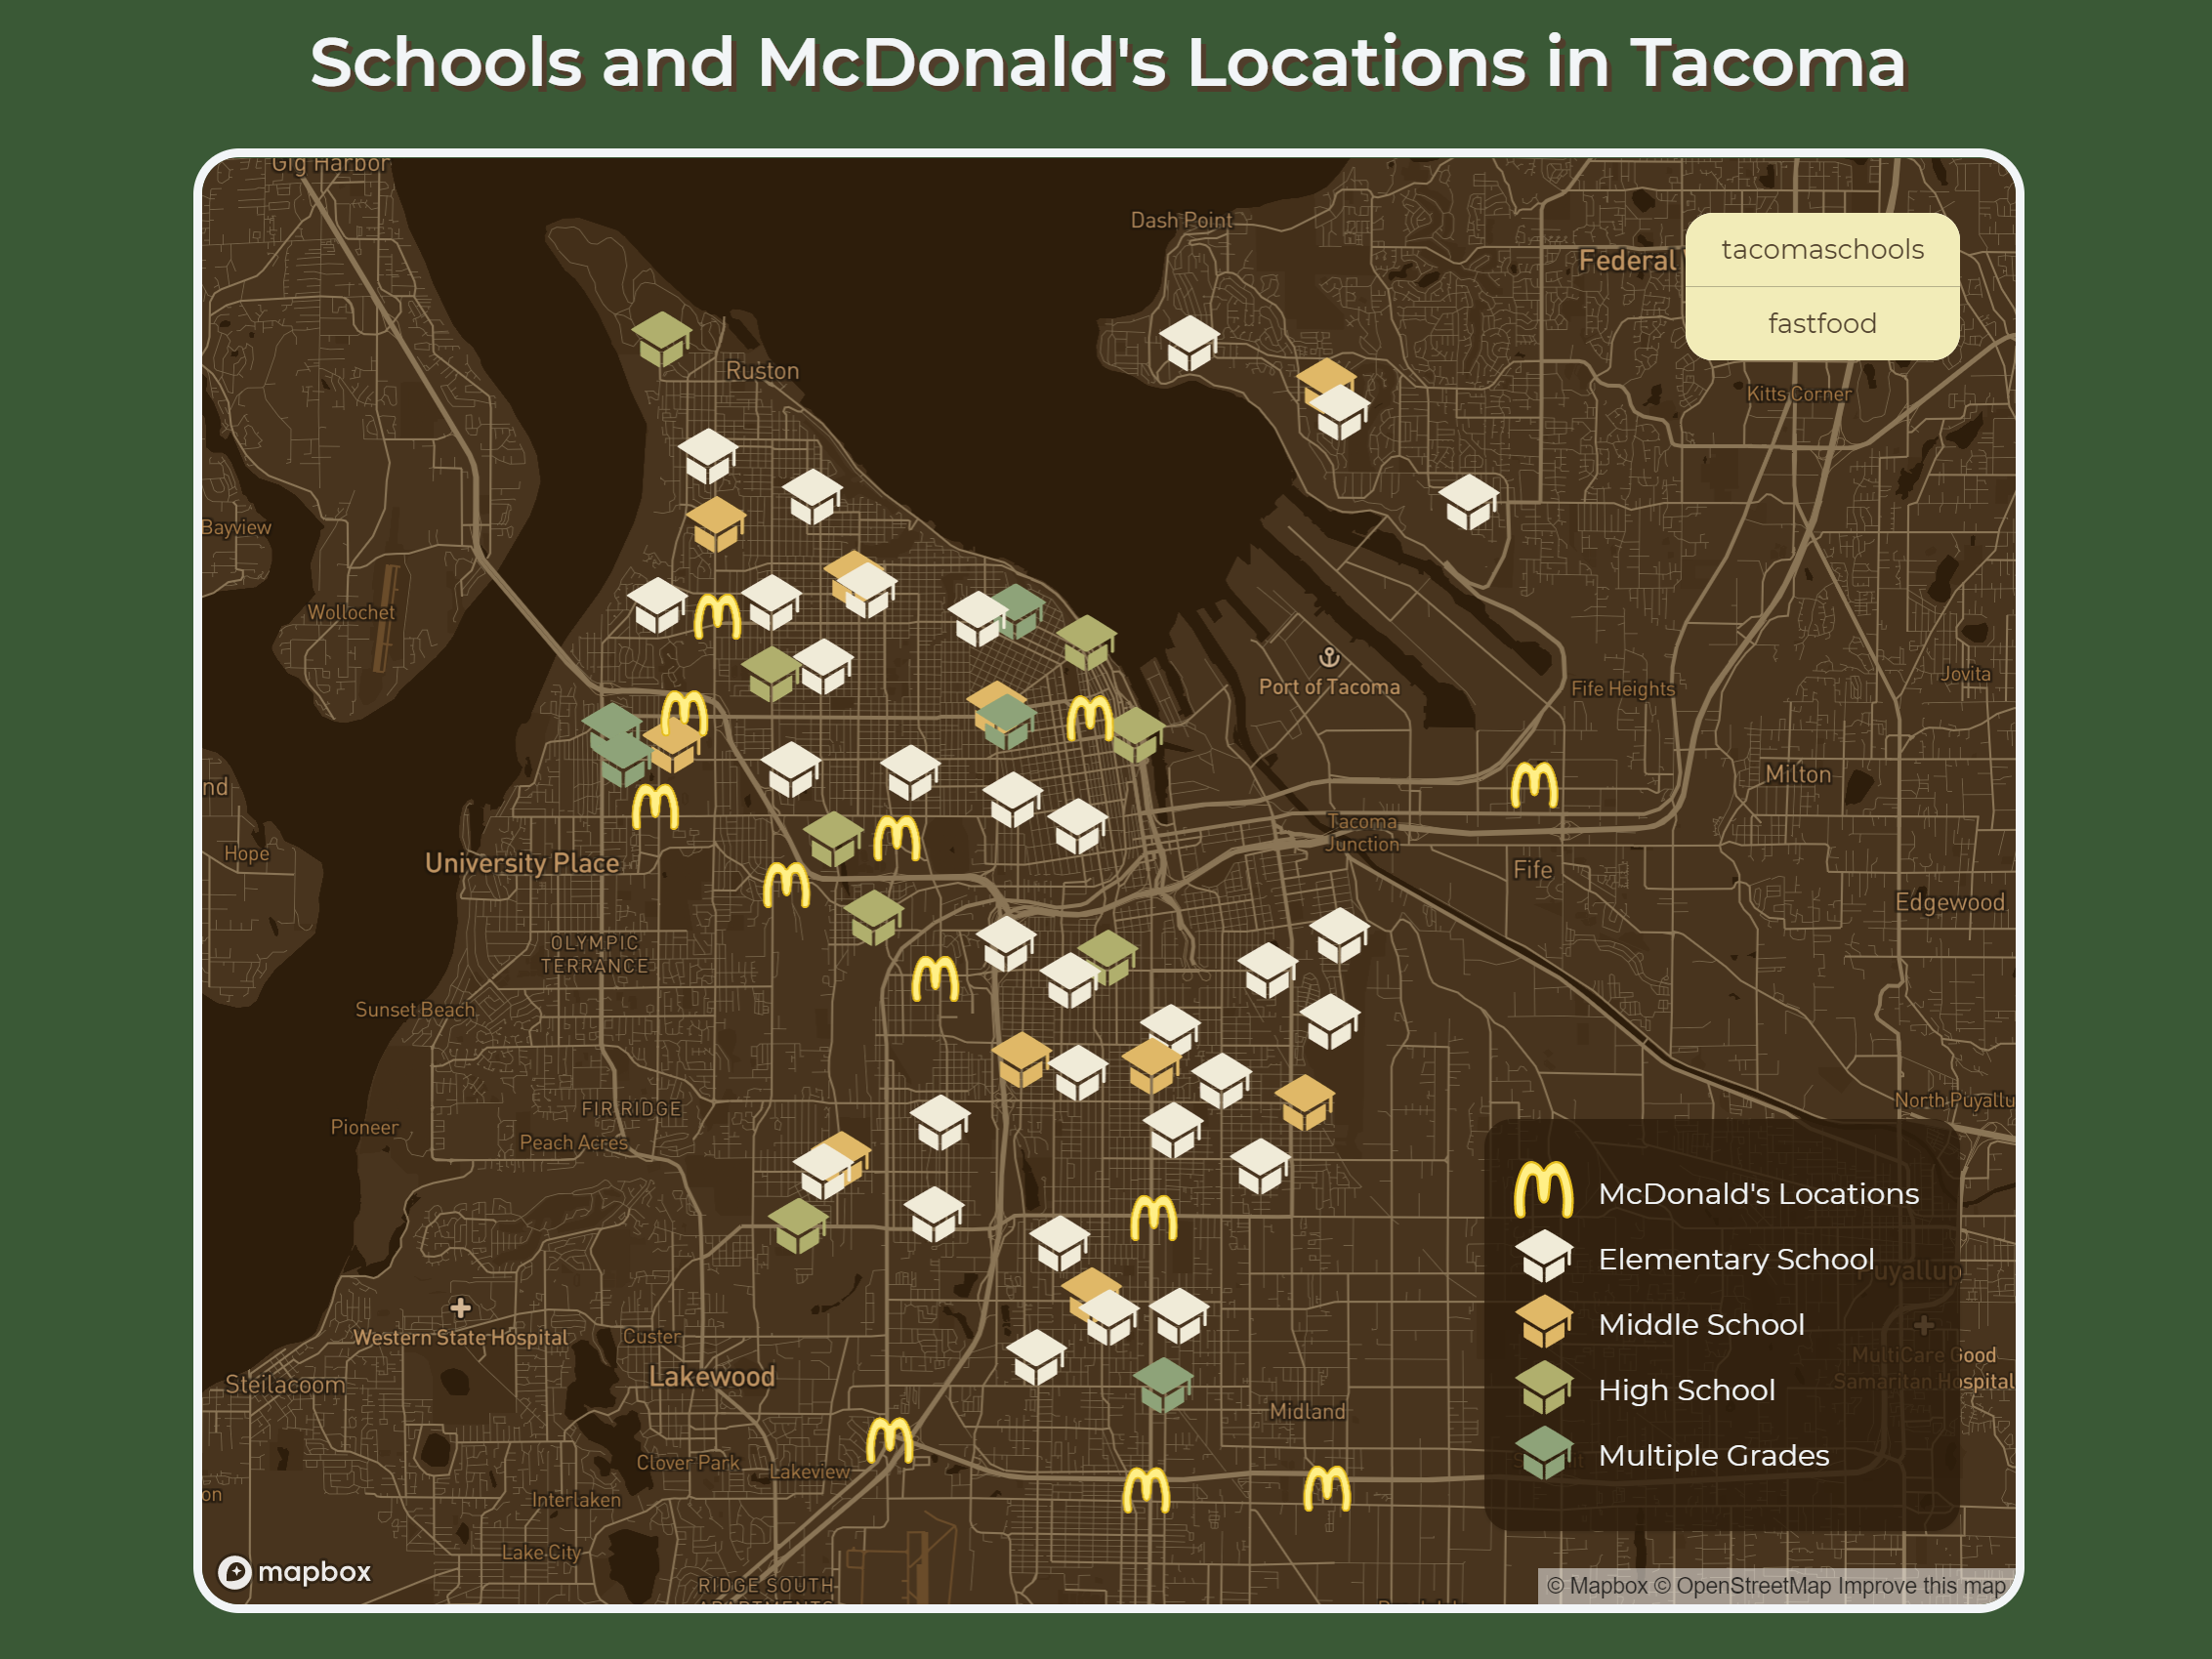 Schools and McDonald's Locations in Tacoma
Gig Harbor
Dash Point
tacomaschools
Federal
fastfood
Ruston
Kitts Corner
Bayview
Wollochet
Jovita
Port of Tacoma
Fife Heights
Milton
nd
Tacoma
Junction
Hope
University Place
Fife
Edgewood
OLYMPIC
TERRANCE
Sunset Beach
North Puyallu
FIR RIDGE
Pioneer
Peach Acres
McDonald's Locations
Elementary School
Puyallup
Western State Hospital
Custer
Middle School
MultiCare Good
Samaritan Hospital
Lakewood
Steilacoom
High School
Midland
Clover Park
Lakeview
Multiple Grades
on
Interlaken
Lake City
mapbox
RIDGE SOUTH
APARTMENTS
© Mapbox © OpenStreetMap Improve this map